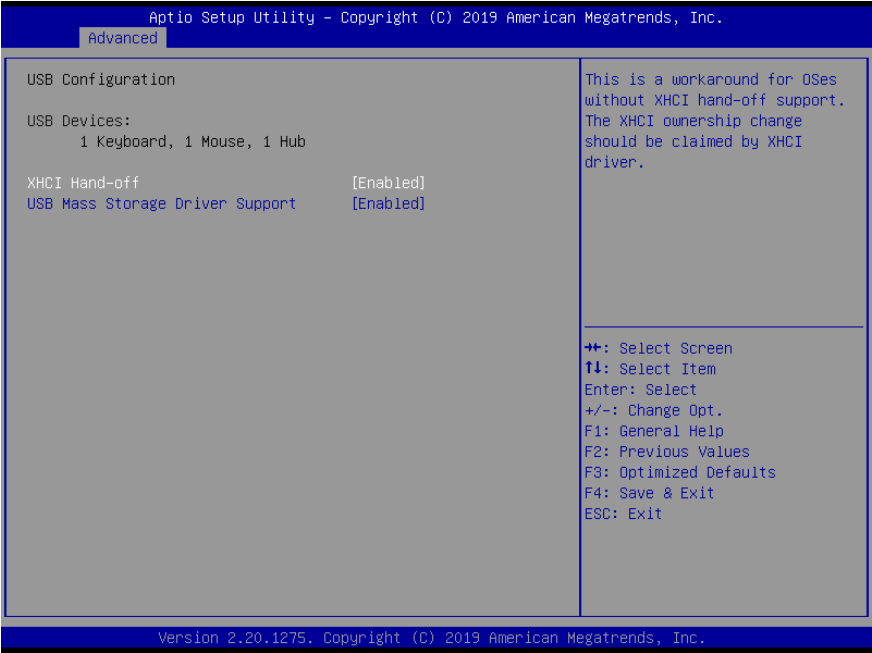 Aptio Setup Utility – Copyright (C) 2019 American Megatrends, Inc.
Advanced
USB Configuration
USB Devices:
1 Keyboard, 1 Mouse, 1 Hub
XHCI Hand-off [Enabled]
USB Mass Storage Driver Support [Enabled]
This is a workaround for OSes
without XHCI hand-off support.
The XHCI ownership change
should be claimed by XHCI
driver.
→←: Select Screen
↑↓: Select Item
Enter: Select
+/-: Change Opt.
F1: General Help
F2: Previous Values
F3: Optimized Defaults
F4: Save & Exit
ESC: Exit
Version 2.20.1275. Copyright (C) 2019 American Megatrends, Inc.